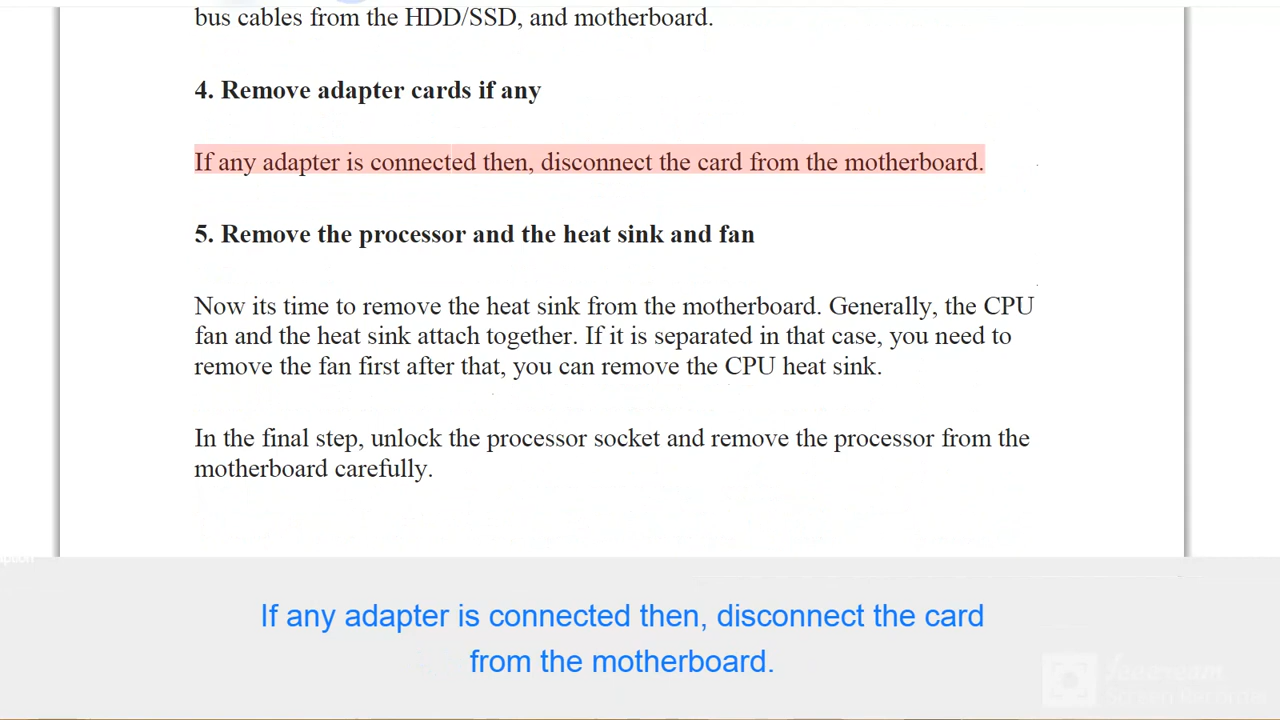 bus cables from the HDD/SSD, and motherboard.
4. Remove adapter cards if any
If any adapter is connected then, disconnect the card from the motherboard.
5. Remove the processor and the heat sink and fan
Now its time to remove the heat sink from the motherboard. Generally, the CPU
fan and the heat sink attach together. If it is separated in that case, you need to
remove the fan first after that, you can remove the CPU heat sink.
In the final step, unlock the processor socket and remove the processor from the
motherboard carefully.
If any adapter is connected then, disconnect the card
from the motherboard.
Icecream
Screen Recorder